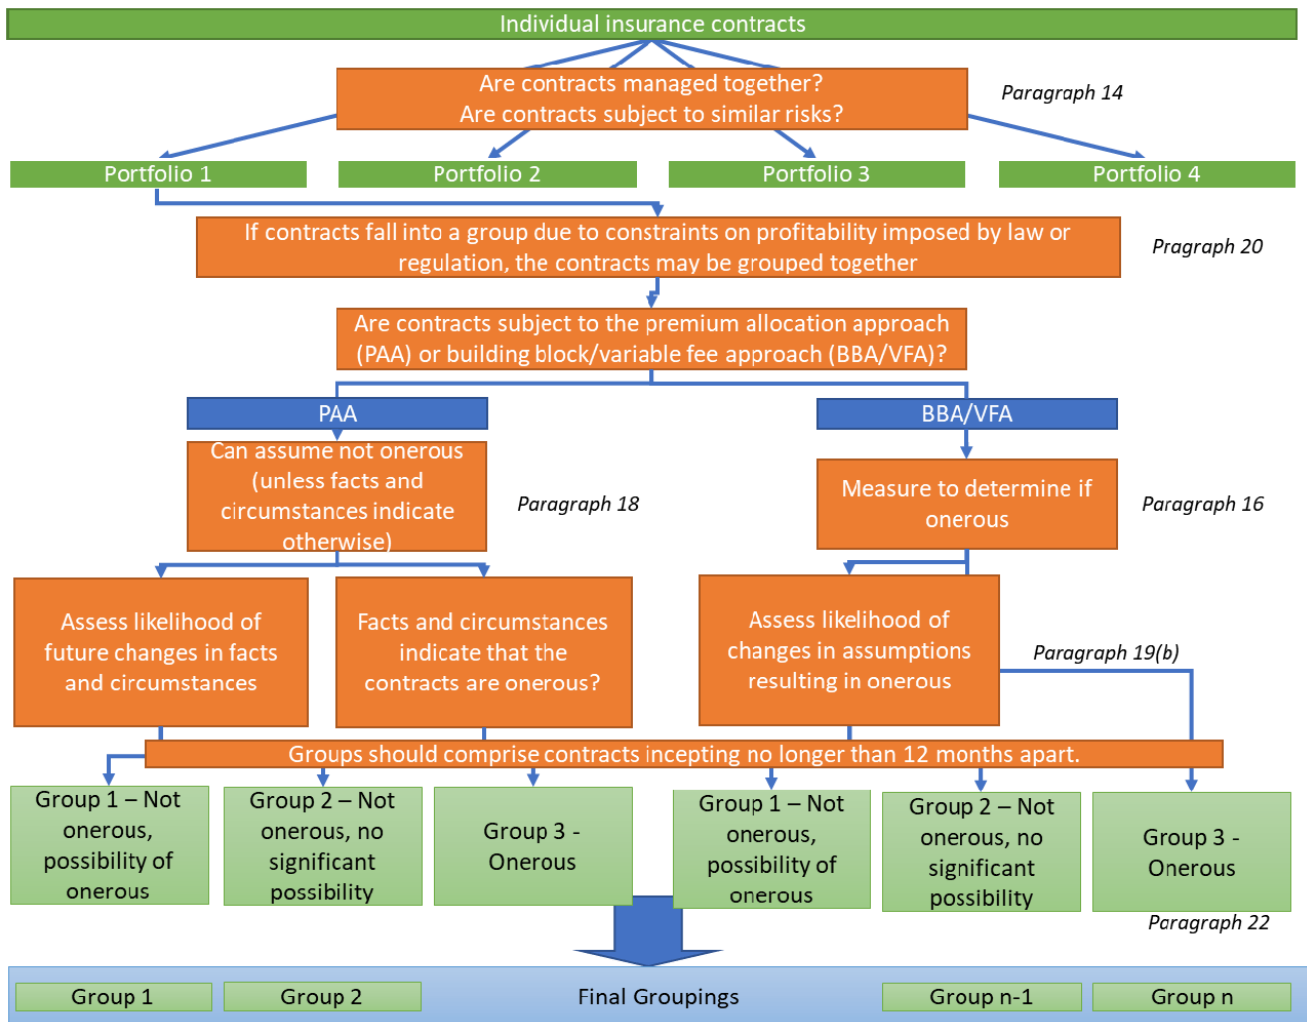 Individual insurance contracts
Are contracts managed together?
Are contracts subject to similar risks?
Paragraph 14
Portfolio 1
Portfolio 2
Portfolio 3
Portfolio 4
If contracts fall into a group due to constraints on profitability imposed by law or
regulation, the contracts may be grouped together
Pragraph 20
Are contracts subject to the premium allocation approach
(PAA) or building block/variable fee approach (BBA/VFA)?
PAA
BBA/VFA
Can assume not onerous
(unless facts and
circumstances indicate
otherwise)
Paragraph 18
Measure to determine if
onerous
Paragraph 16
Assess likelihood of
future changes in facts
and circumstances
Facts and circumstances
indicate that the
contracts are onerous?
Assess likelihood of
changes in assumptions
resulting in onerous
Paragraph 19(b)
Groups should comprise contracts incepting no longer than 12 months apart.
Group 1 – Not
onerous,
possibility of
onerous
Group 2 – Not
onerous, no
significant
possibility
Group 3 -
Onerous
Group 1 – Not
onerous,
possibility of
onerous
Group 2 – Not
onerous, no
significant
possibility
Group 3 -
Onerous
Paragraph 22
Group 1
Group 2
Final Groupings
Group n-1
Group n